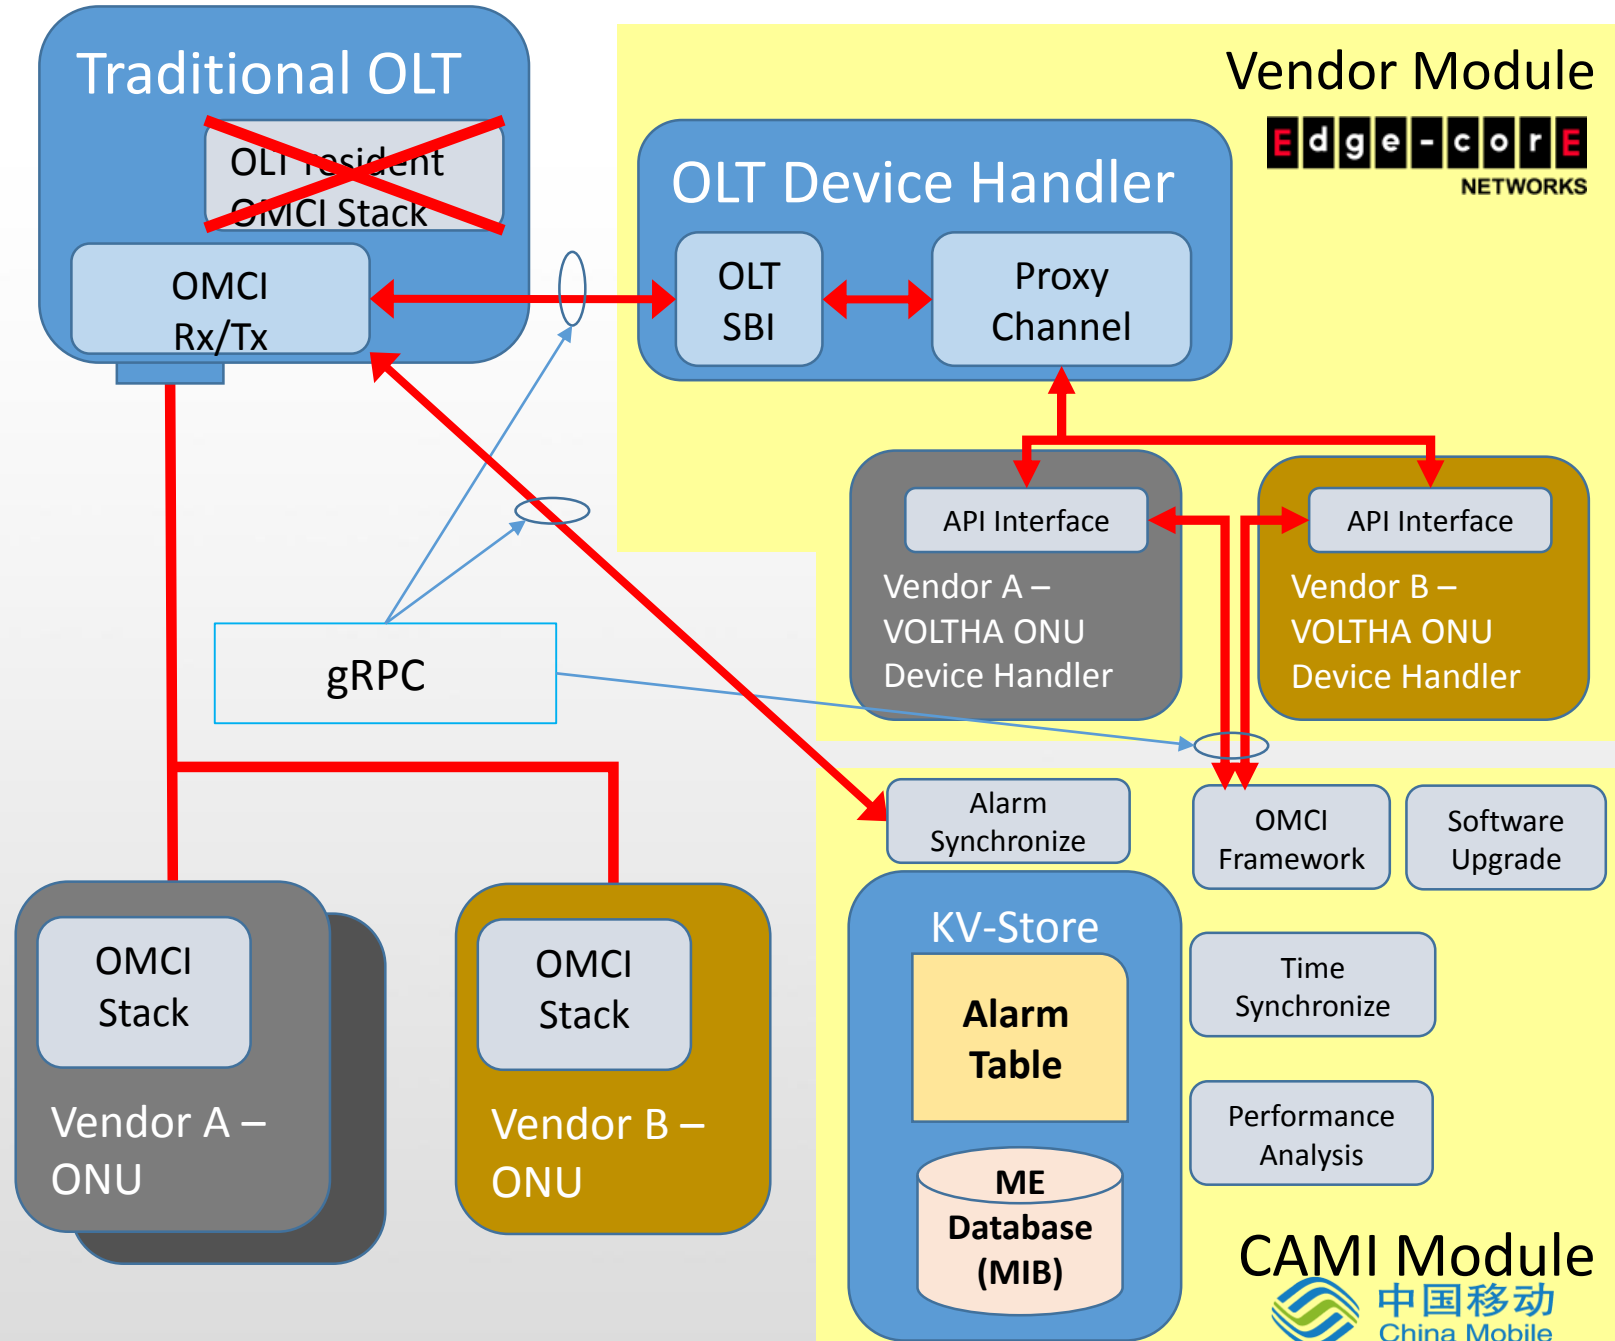 Traditional OLT
OLT resident
OMCI Stack
OMCI
Rx/Tx
Vendor Module
Edge-corE
NETWORKS
OLT Device Handler
OLT
SBI
Proxy
Channel
API Interface
Vendor A –
VOLTHA ONU
Device Handler
API Interface
Vendor B –
VOLTHA ONU
Device Handler
gRPC
Alarm
Synchronize
OMCI
Framework
Software
Upgrade
KV-Store
Alarm
Table
ME
Database
(MIB)
Time
Synchronize
Performance
Analysis
OMCI
Stack
Vendor A –
ONU
OMCI
Stack
Vendor B –
ONU
CAMI Module
中国移动
China Mobile